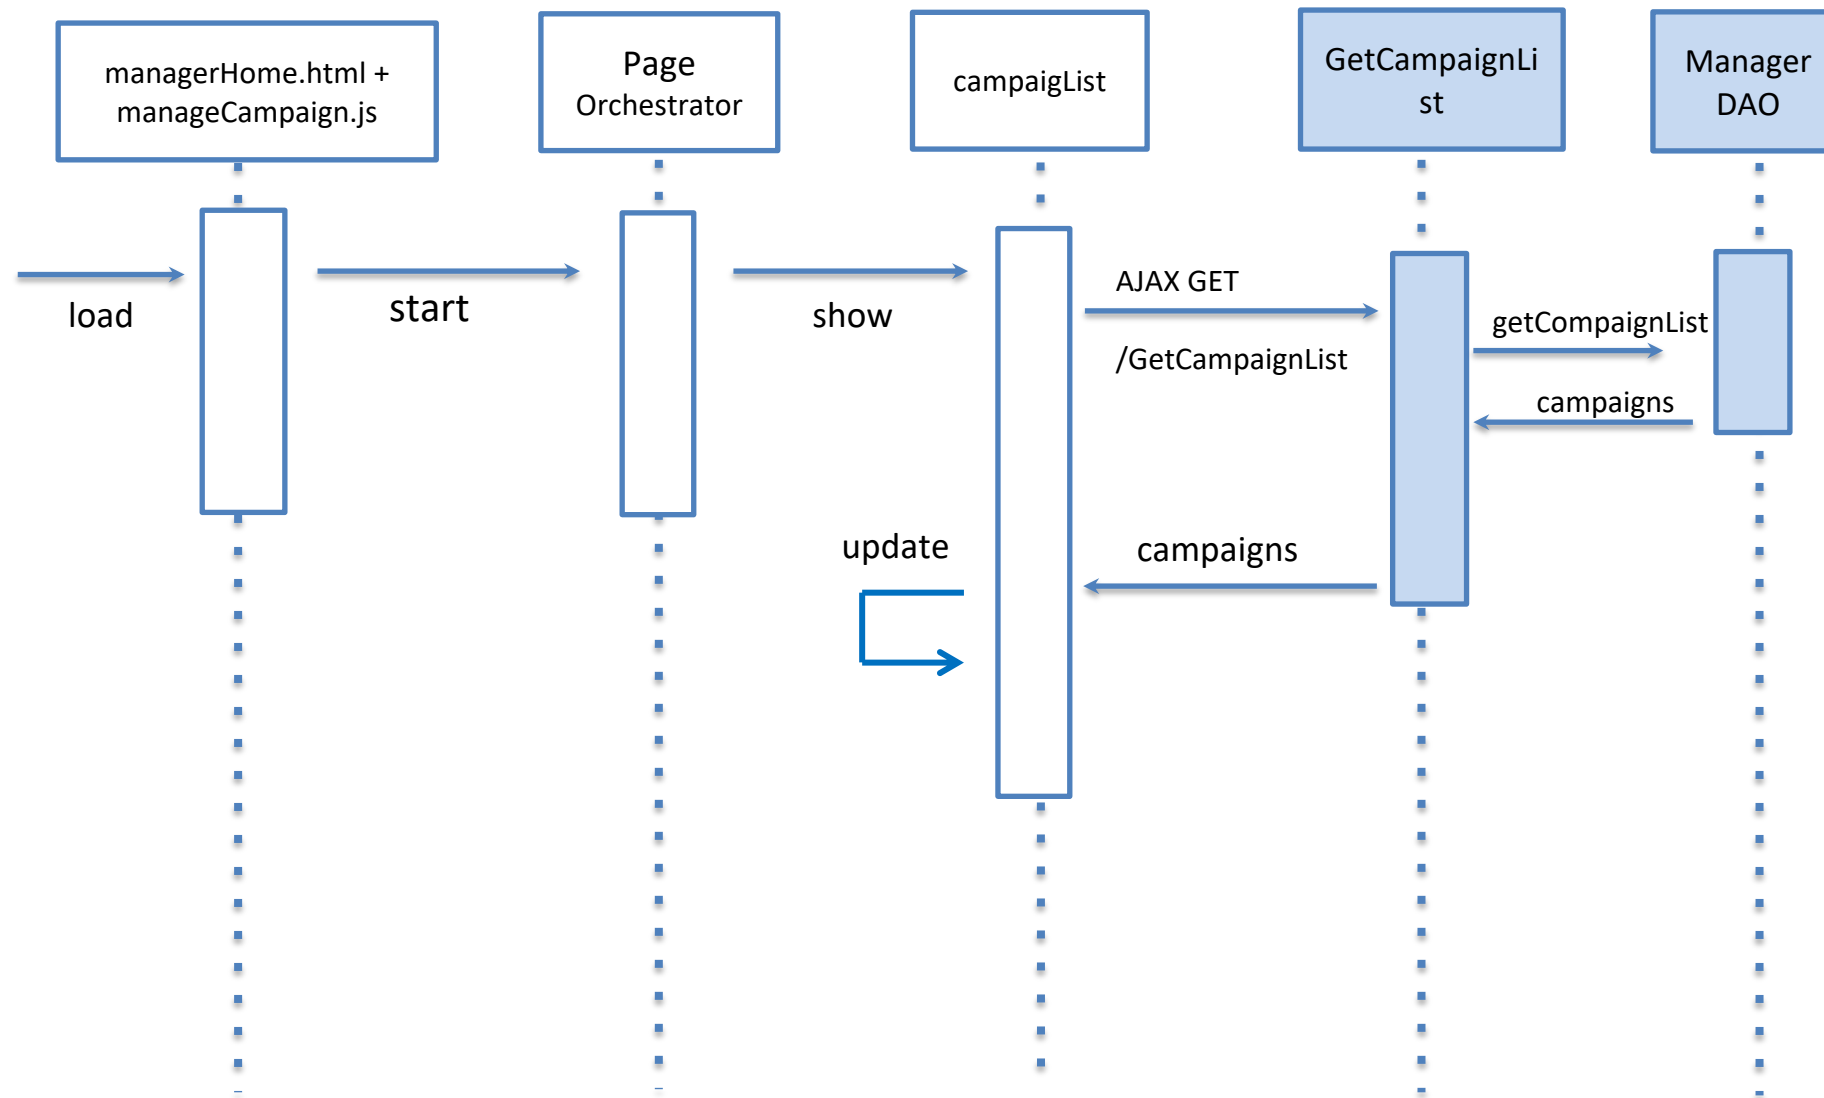 managerHome.html +
manageCampaign.js
Page
Orchestrator
campaigList
GetCampaignLi
st
Manager
DAO
load
start
show
AJAX GET
/GetCampaignList
getCompaignList
campaigns
update
campaigns